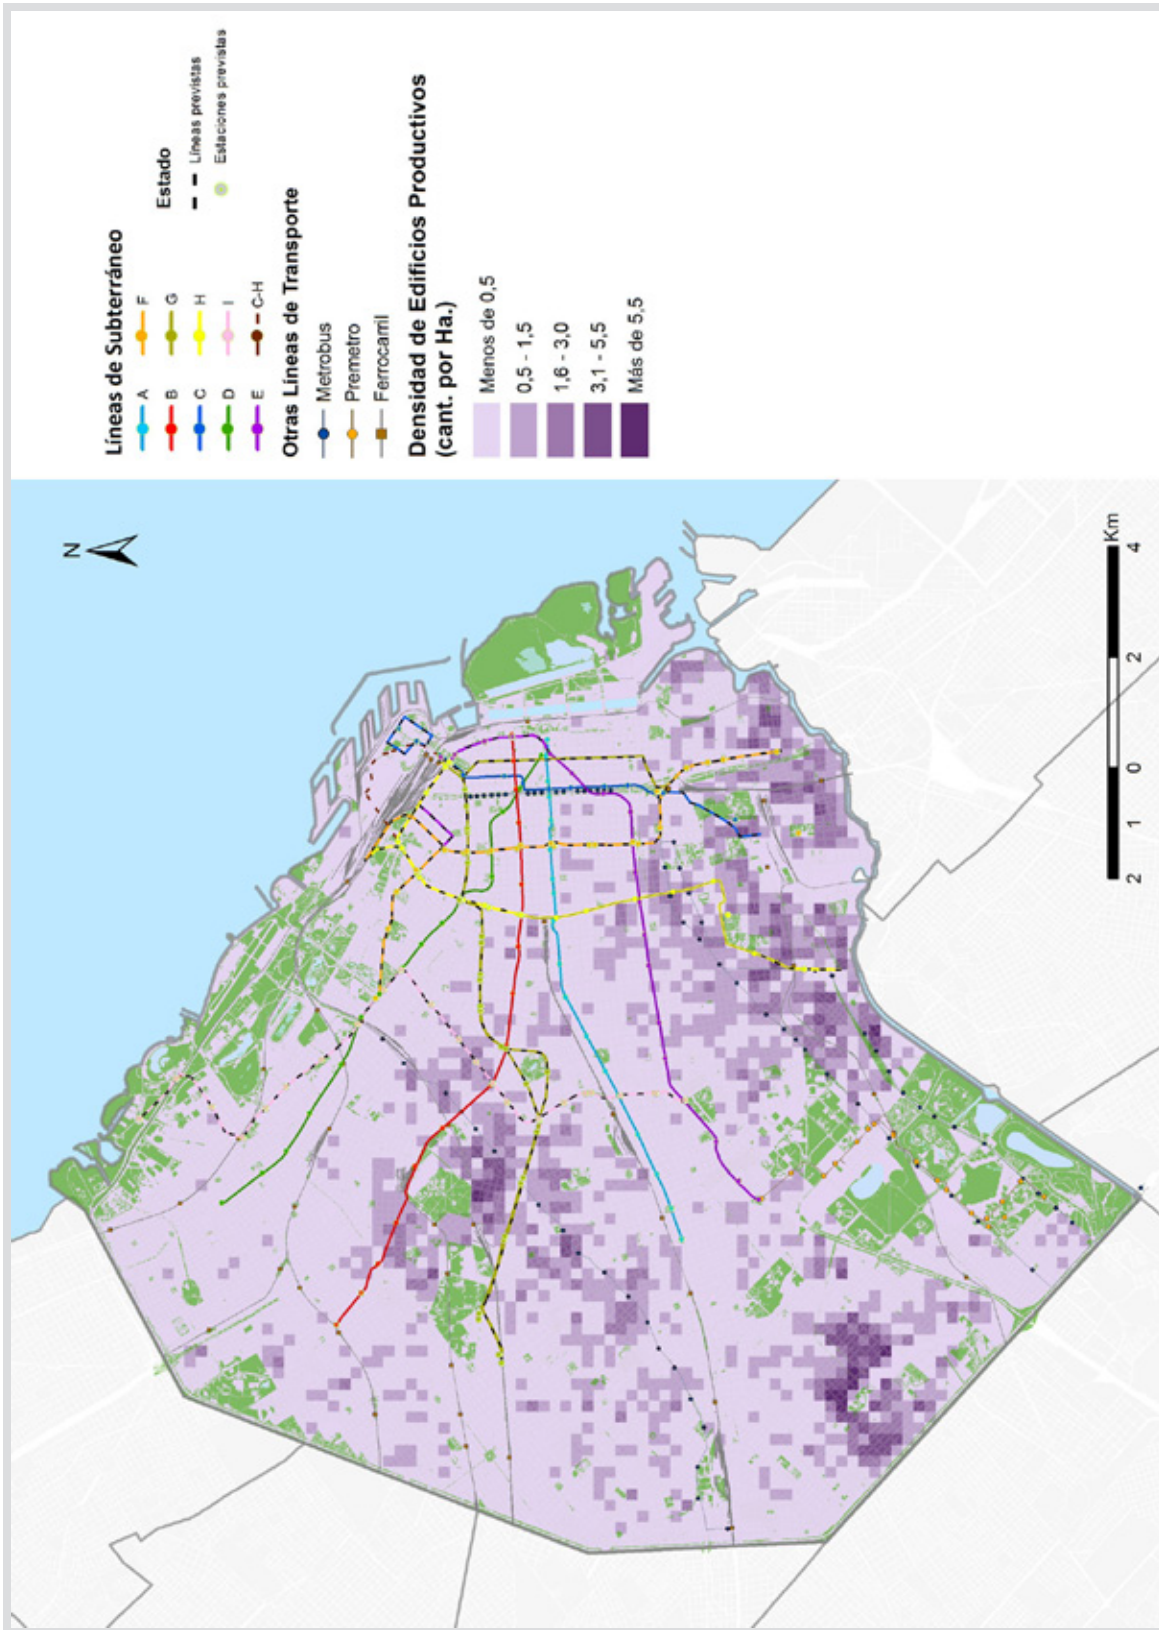 Líneas de Subterráneo
A
B
C
D
E
F
G
H
I
C-H
Estado
Líneas previstas
Estaciones previstas
Otras Líneas de Transporte
Metrobus
Premetro
Ferrocarril
Densidad de Edificios Productivos
(cant. por Ha.)
Menos de 0,5
0,5 - 1,5
1,6 - 3,0
3,1 - 5,5
Más de 5,5
N
2 1 0 2 4
Km